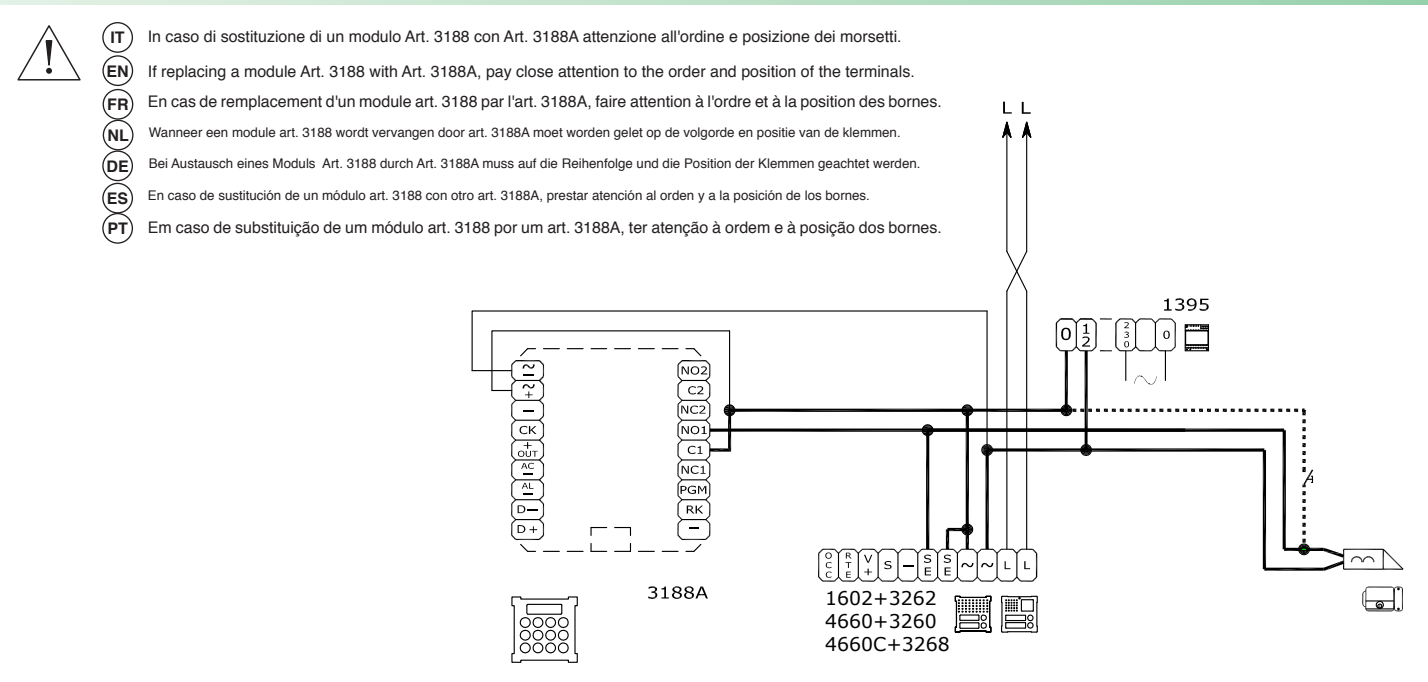 IT In caso di sostituzione di un modulo Art. 3188 con Art. 3188A attenzione all'ordine e posizione dei morsetti.
EN If replacing a module Art. 3188 with Art. 3188A, pay close attention to the order and position of the terminals.
FR En cas de remplacement d'un module art. 3188 par l'art. 3188A, faire attention à l'ordre et à la position des bornes.
NL Wanneer een module art. 3188 wordt vervangen door art. 3188A moet worden gelet op de volgorde en positie van de klemmen.
DE Bei Austausch eines Moduls Art. 3188 durch Art. 3188A muss auf die Reihenfolge und die Position der Klemmen geachtet werden.
ES En caso de sustitución de un módulo art. 3188 con otro art. 3188A, prestar atención al orden y a la posición de los bornes.
PT Em caso de substituição de um módulo art. 3188 por um art. 3188A, ter atenção à ordem e à posição dos bornes.
L L
1395
0 12 230 0
~ − NO2
~ + C2
− NC2
CK NO1
+ OUT C1
AC − NC1
AL − PGM
D− RK
D+ −
3188A
OCC RTE V+ S − SE SE ~ ~ L L
1602+3262
4660+3260
4660C+3268